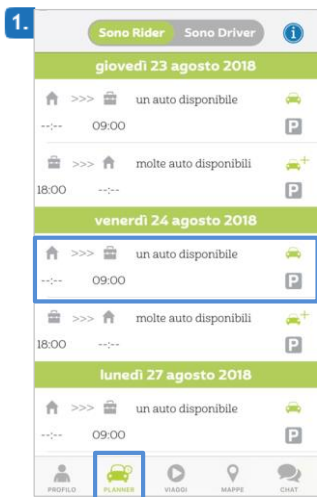 1.
Sono Rider Sono Driver i
giovedì 23 agosto 2018
>>> un auto disponibile
--:-- 09:00 P
>>> molte auto disponibili +
18:00 --:-- P
venerdì 24 agosto 2018
>>> un auto disponibile
--:-- 09:00 P
>>> molte auto disponibili +
18:00 --:-- P
lunedì 27 agosto 2018
>>> un auto disponibile
--:-- 09:00 P
PROFILO PLANNER VIAGGI MAPPE CHAT